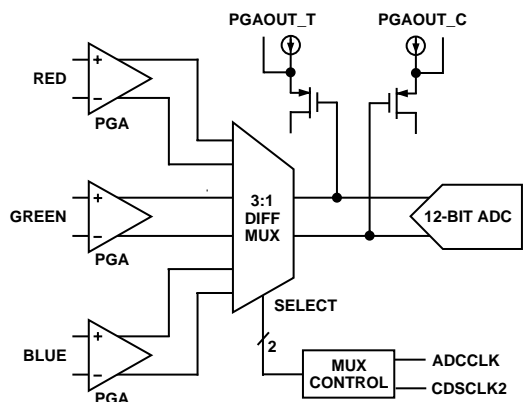 PGAOUT_T
PGAOUT_C
RED
+
−
PGA
3:1
DIFF
MUX
GREEN
+
−
PGA
12-BIT ADC
SELECT
BLUE
+
−
PGA
2
MUX
CONTROL
ADCCLK
CDSCLK2